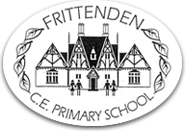 FRITTENDEN
C.E. PRIMARY SCHOOL